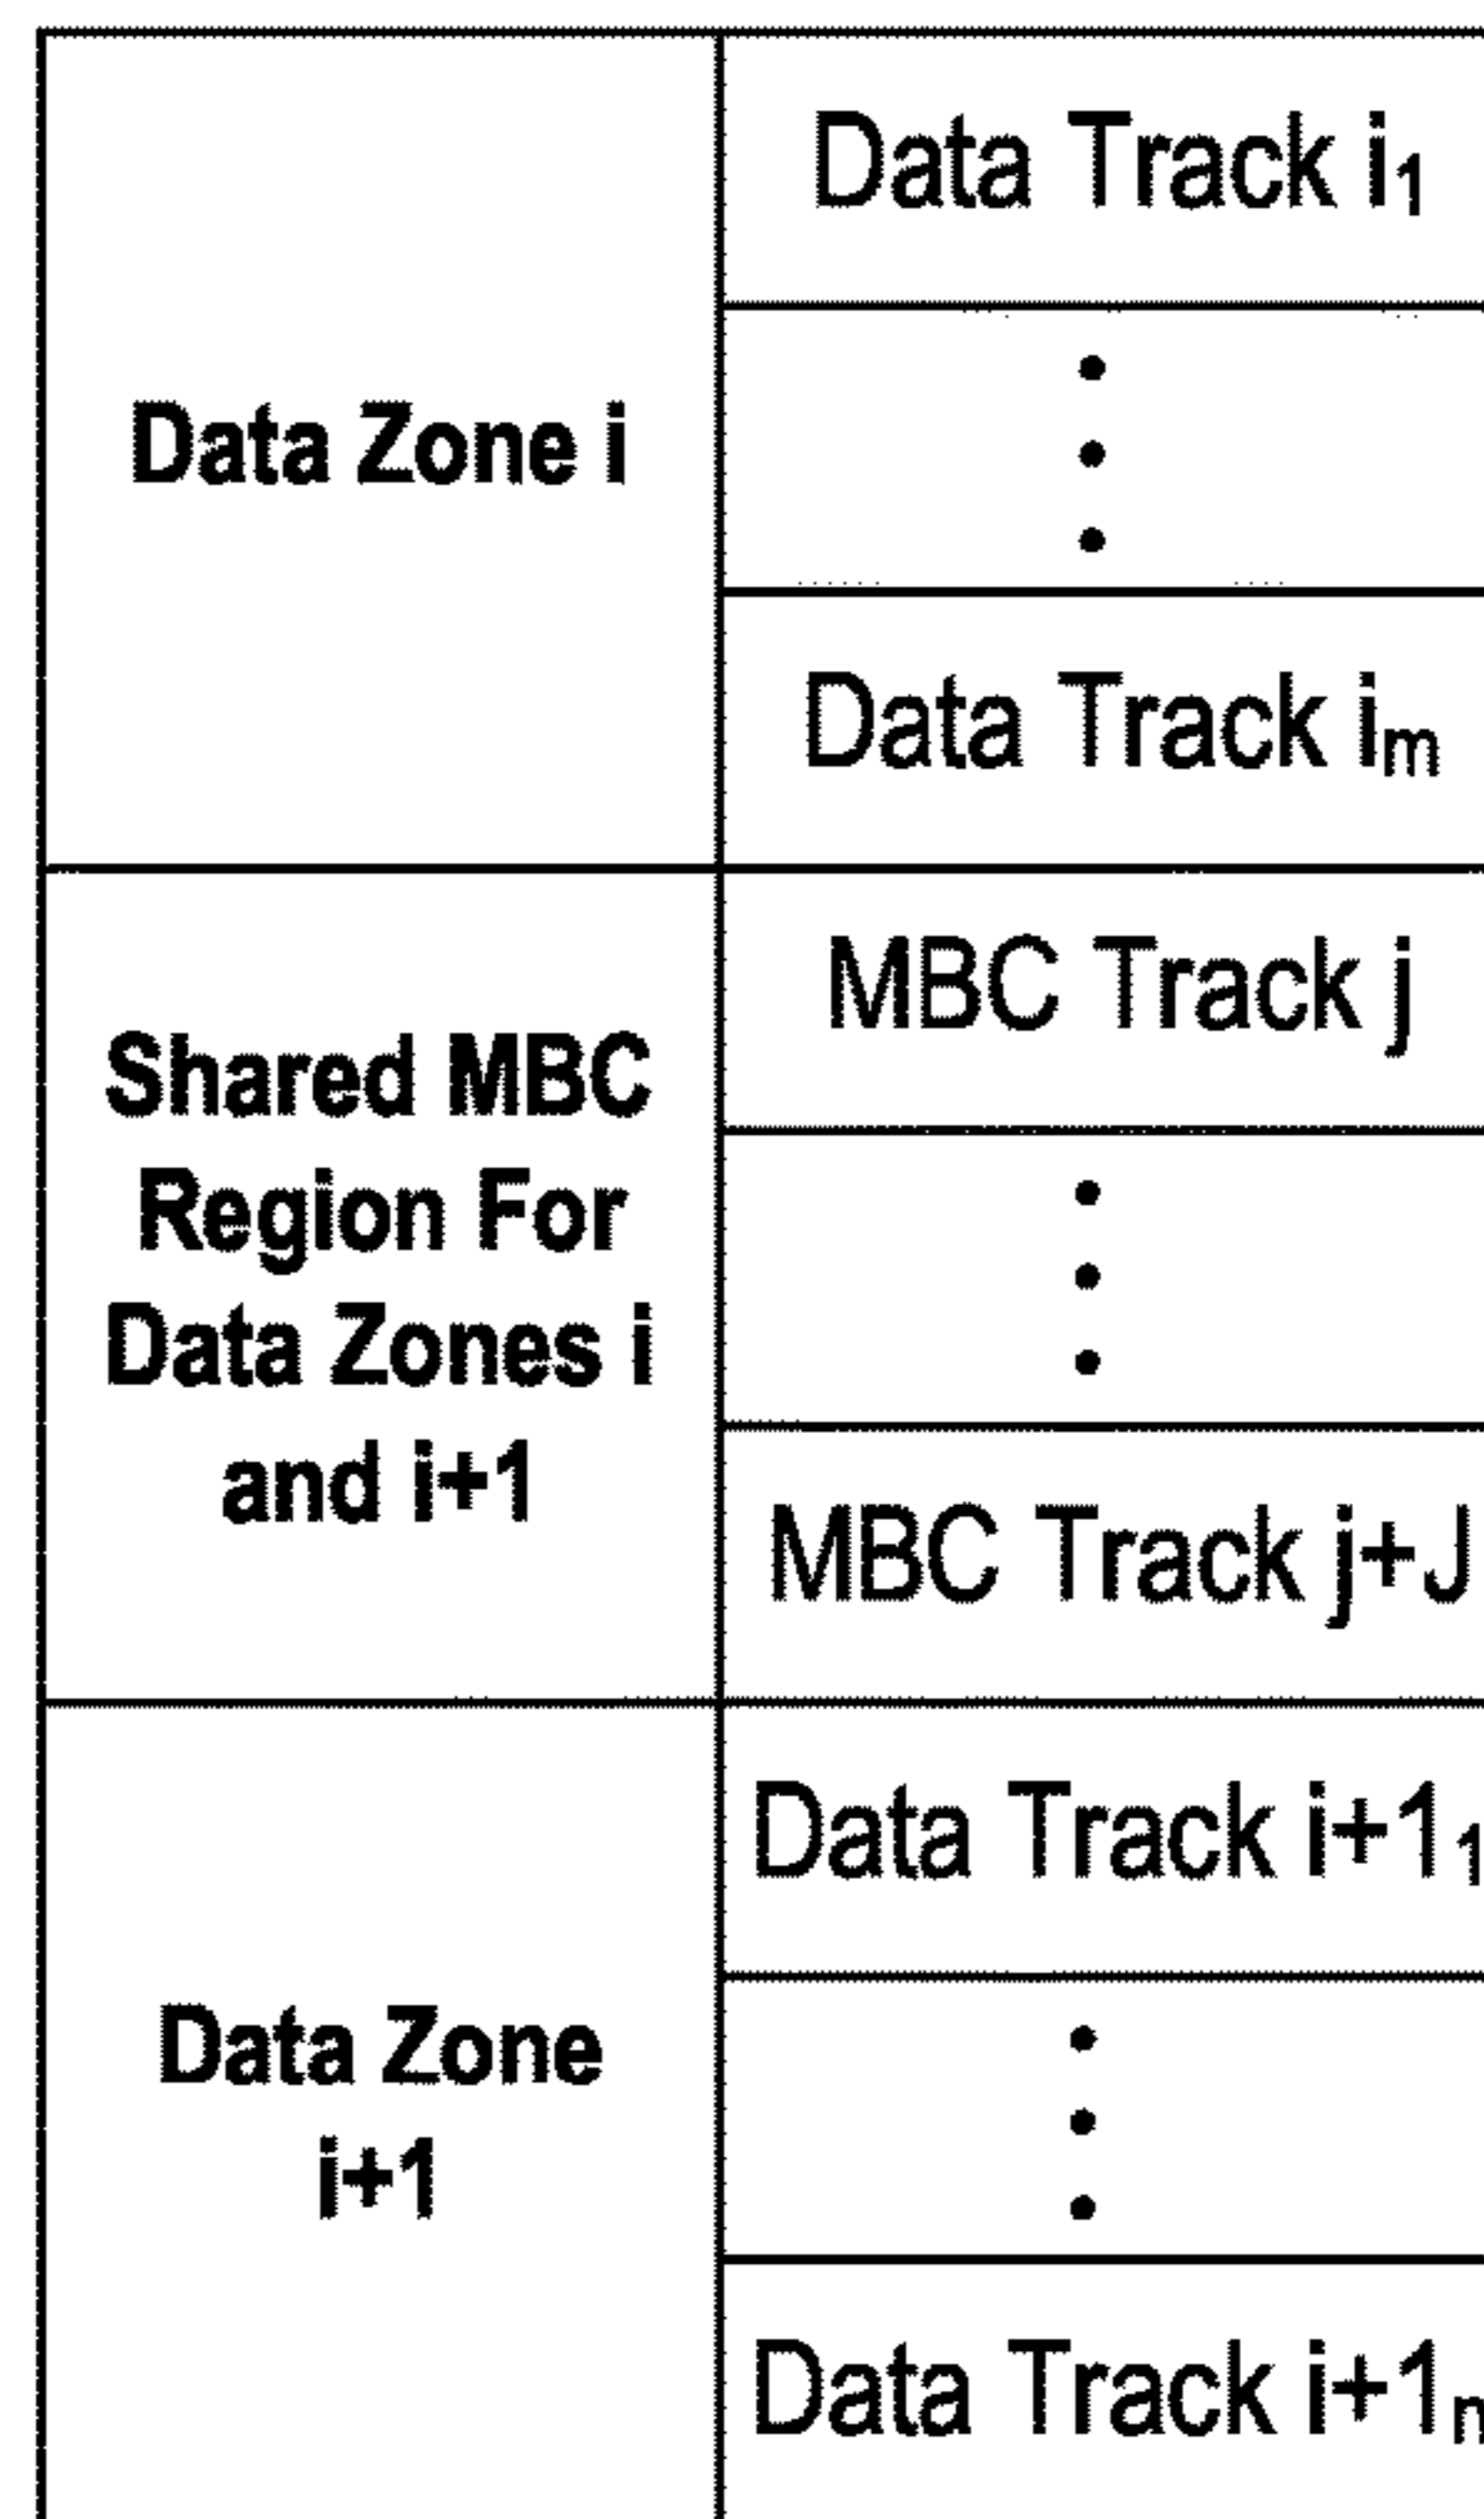 Data Zone i
Data Track i₁
Data Track iₘ
Shared MBC
Region For
Data Zones i
and i+1
MBC Track j
MBC Track j+J
Data Zone
i+1
Data Track i+1₁
Data Track i+1